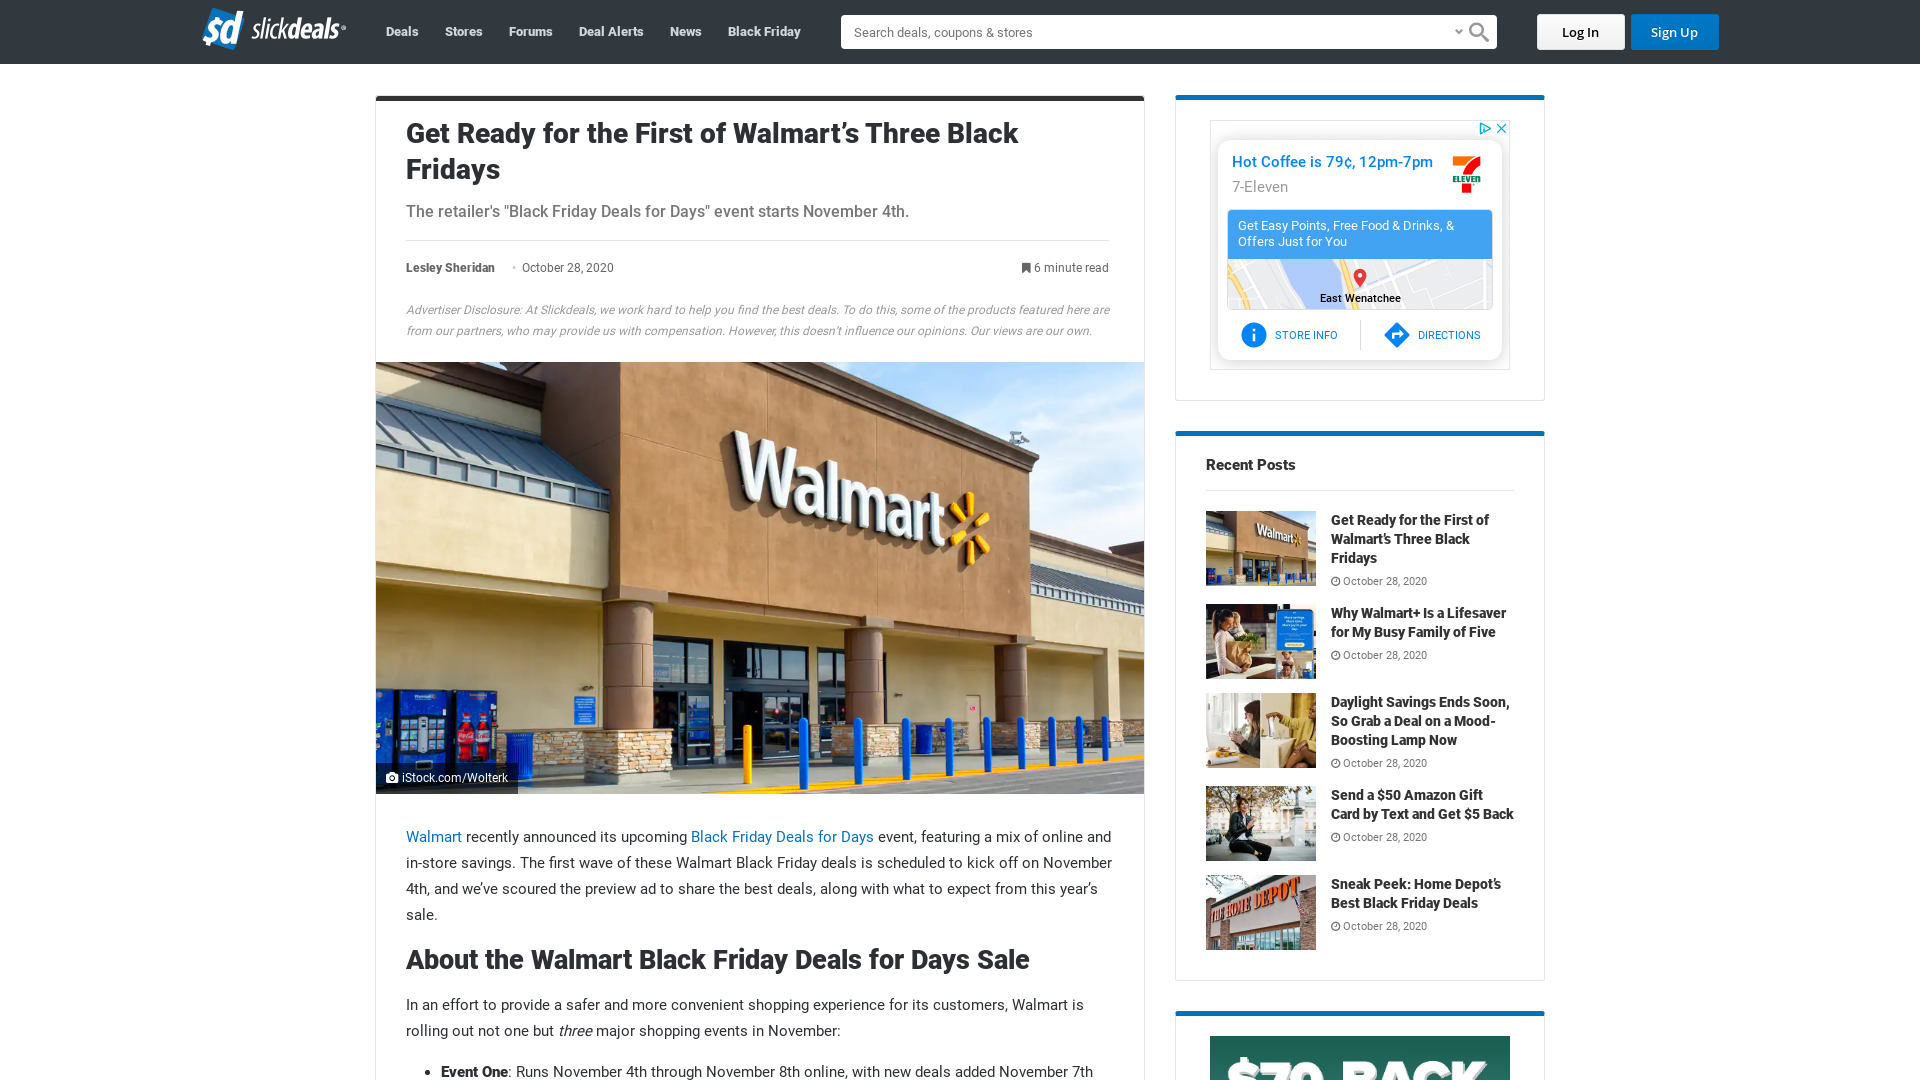 slickdeals
Deals
Stores
Forums
Deal Alerts
News
Black Friday
Search deals, coupons & stores
Log In
Sign Up
Get Ready for the First of Walmart’s Three Black
Fridays
The retailer's "Black Friday Deals for Days" event starts November 4th.
Lesley Sheridan • October 28, 2020
6 minute read
Advertiser Disclosure: At Slickdeals, we work hard to help you find the best deals. To do this, some of the products featured here are
from our partners, who may provide us with compensation. However, this doesn’t influence our opinions. Our views are our own.
Walmart
iStock.com/Wolterk
Walmart recently announced its upcoming Black Friday Deals for Days event, featuring a mix of online and
in-store savings. The first wave of these Walmart Black Friday deals is scheduled to kick off on November
4th, and we’ve scoured the preview ad to share the best deals, along with what to expect from this year’s
sale.
About the Walmart Black Friday Deals for Days Sale
In an effort to provide a safer and more convenient shopping experience for its customers, Walmart is
rolling out not one but three major shopping events in November:
• Event One: Runs November 4th through November 8th online, with new deals added November 7th
Hot Coffee is 79¢, 12pm-7pm
7-Eleven
ELEVEN
Get Easy Points, Free Food & Drinks, &
Offers Just for You
East Wenatchee
STORE INFO
DIRECTIONS
Recent Posts
Walmart
Get Ready for the First of
Walmart’s Three Black
Fridays
October 28, 2020
Why Walmart+ Is a Lifesaver
for My Busy Family of Five
October 28, 2020
Daylight Savings Ends Soon,
So Grab a Deal on a Mood-
Boosting Lamp Now
October 28, 2020
Send a $50 Amazon Gift
Card by Text and Get $5 Back
October 28, 2020
THE HOME DEPOT
Sneak Peek: Home Depot’s
Best Black Friday Deals
October 28, 2020
$70 BACK